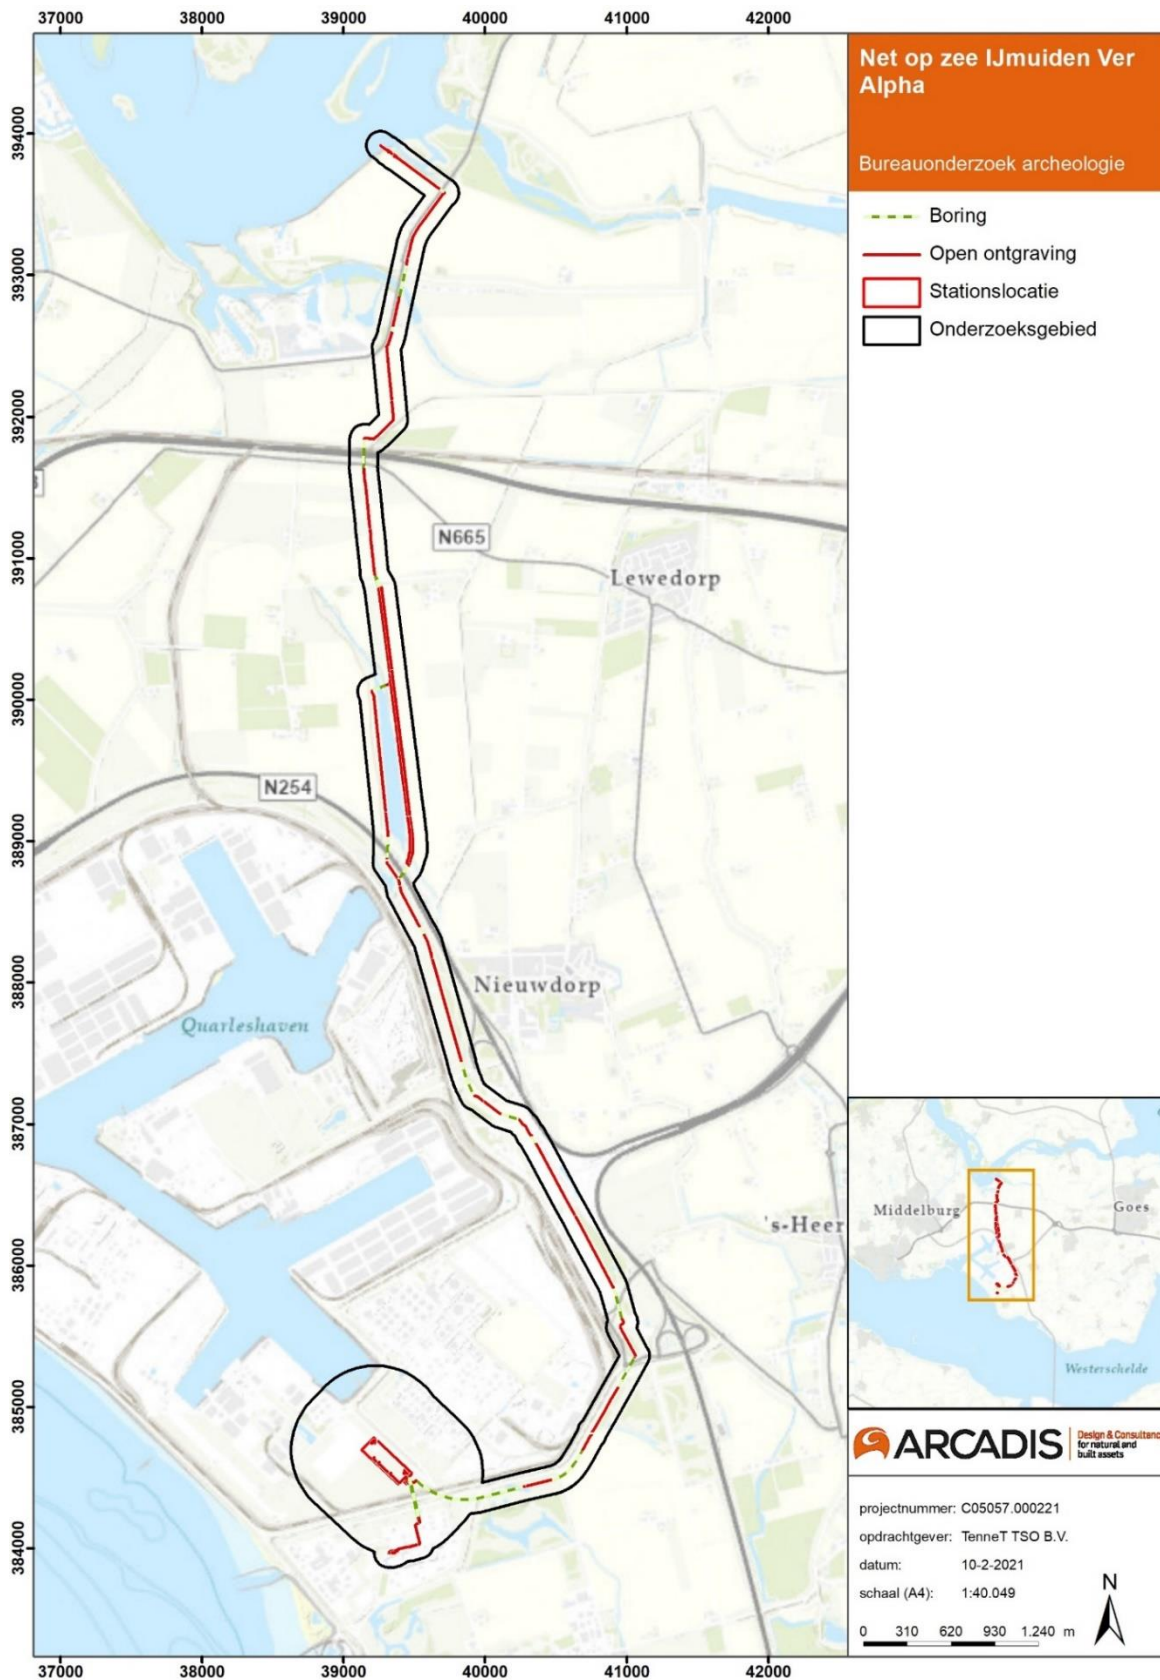 37000 38000 39000 40000 41000 42000
394000
393000
392000
391000
390000
389000
388000
387000
386000
385000
384000
N665
Lewedorp
N254
Nieuwdorp
Quarleshaven
's-Heer
37000 38000 39000 40000 41000 42000
Net op zee IJmuiden Ver
Alpha
Bureauonderzoek archeologie
Boring
Open ontgraving
Stationslocatie
Onderzoeksgebied
Middelburg
Goes
Westerschelde
ARCADIS
Design & Consultanc
for natural and
built assets
projectnummer: C05057.000221
opdrachtgever: TenneT TSO B.V.
datum: 10-2-2021
schaal (A4): 1:40.049
N
0 310 620 930 1.240 m